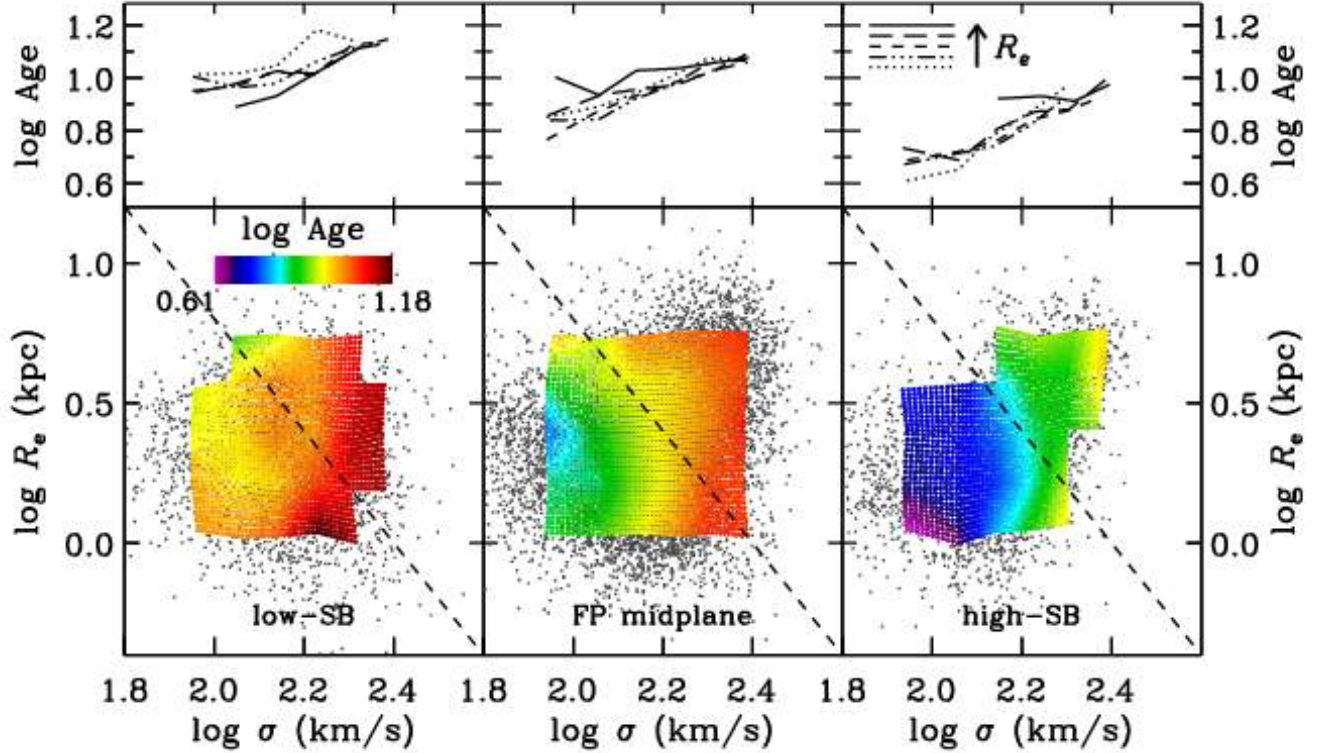 1.2
1.0
0.8
0.6
log Age
R_e
1.2
1.0
0.8
0.6
log Age
log Age
0.61
1.18
1.0
0.5
0.0
log R_e (kpc)
low-SB
FP midplane
high-SB
1.0
0.5
0.0
log R_e (kpc)
1.8 2.0 2.2 2.4 1.8 2.0 2.2 2.4 1.8 2.0 2.2 2.4
log σ (km/s) log σ (km/s) log σ (km/s)